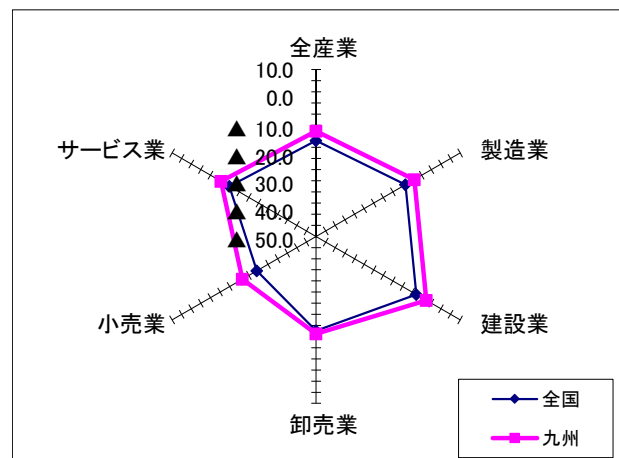 全産業
10.0
0.0
▲ 10.0
▲ 20.0
▲ 30.0
▲ 40.0
▲ 50.0
サービス業
製造業
小売業
建設業
卸売業
全国
九州